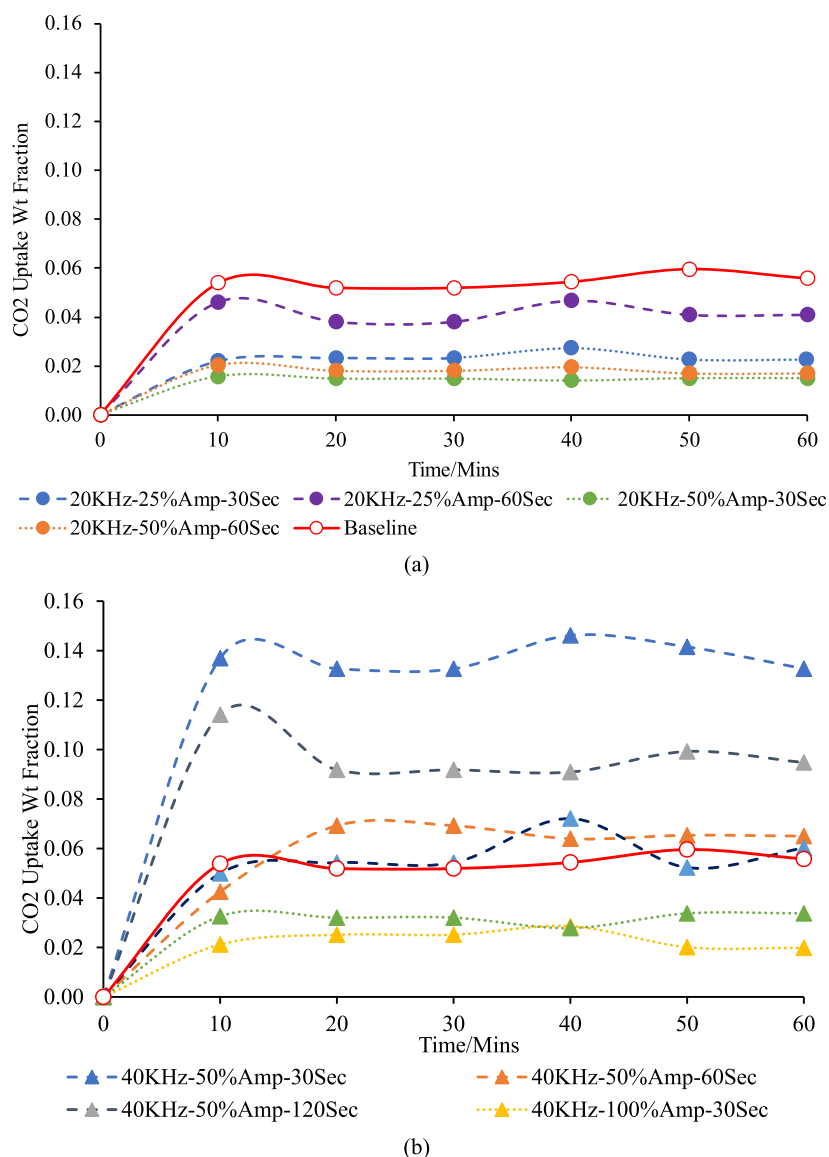 0.16
0.14
0.12
0.10
0.08
0.06
0.04
0.02
0.00
CO2 Uptake Wt Fraction
0 10 20 30 40 50 60
Time/Mins
20KHz-25%Amp-30Sec 20KHz-25%Amp-60Sec 20KHz-50%Amp-30Sec
20KHz-50%Amp-60Sec Baseline
(a)
0.16
0.14
0.12
0.10
0.08
0.06
0.04
0.02
0.00
CO2 Uptake Wt Fraction
0 10 20 30 40 50 60
Time/Mins
40KHz-50%Amp-30Sec 40KHz-50%Amp-60Sec
40KHz-50%Amp-120Sec 40KHz-100%Amp-30Sec
(b)